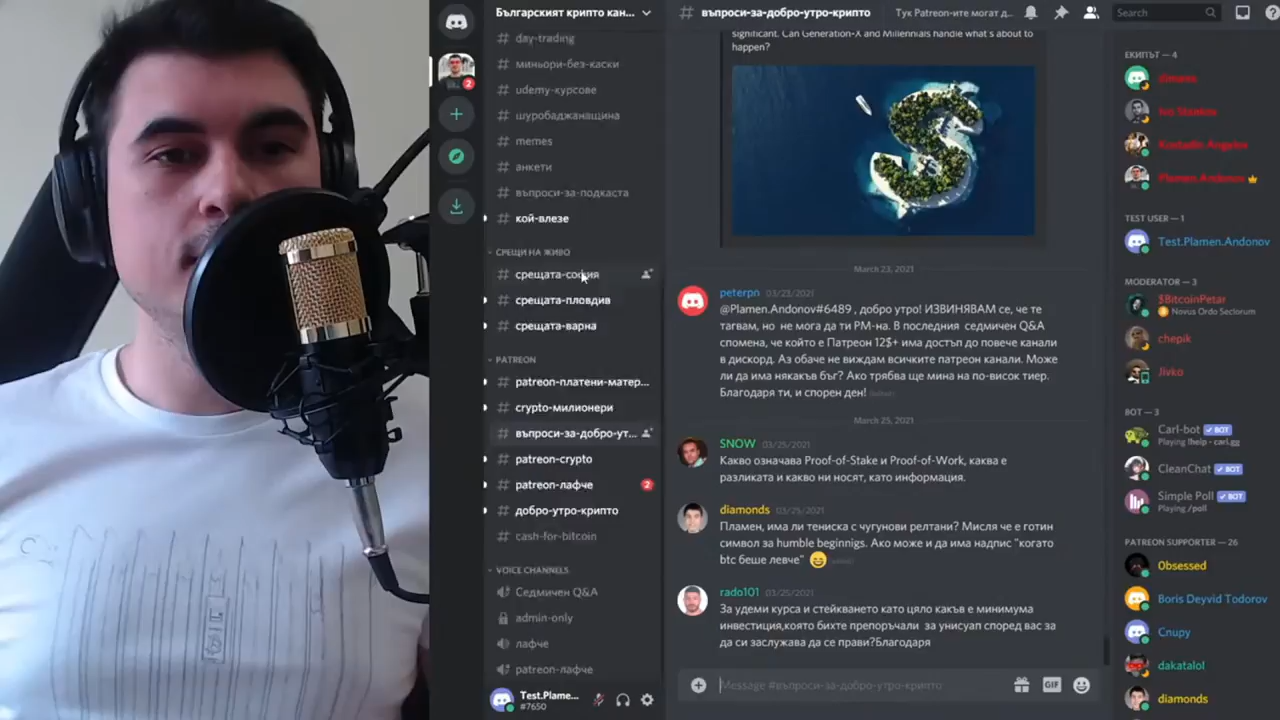 Българският крипто кан...
day-trading
миньори-без-каски
udemy-курсове
шуробаджанащина
memes
анкети
въпроси-за-подкаста
кой-влезе
СРЕЩИ НА ЖИВО
срещата-софия
срещата-пловдив
срещата-варна
PATREON
patreon-платени-матер...
crypto-милионери
въпроси-за-добро-ут...
patreon-crypto
patreon-лафче
2
добро-утро-крипто
cash-for-bitcoin
VOICE CHANNELS
Седмичен Q&A
admin-only
лафче
patreon-лафче
Test.Plame...
#7650
2
# въпроси-за-добро-утро-крипто
Тук Patreon-ите могат д...
Search
significant. Can Generation-X and Millennials handle what's about to
happen?
March 23, 2021
peterpn 03/23/2021
@Plamen.Andonov#6489 , добро утро! ИЗВИНЯВАМ се, че те
тагвам, но не мога да ти PM-на. В последния седмичен Q&A
спомена, че който е Патреон 12$+ има достъп до повече канали
в дискорд. Аз обаче не виждам всичките патреон канали. Може
ли да има някакъв бъг? Ако трябва ще мина на по-висок тиер.
Благодаря ти, и спорен ден! (edited)
March 25, 2021
SNOW 03/25/2021
Какво означава Proof-of-Stake и Proof-of-Work, каква е
разликата и какво ни носят, като информация.
diamonds 03/25/2021
Пламен, има ли тениска с чугунови релтани? Мисля че е готин
символ за humble beginnigs. Ако може и да има надпис "когато
btc беше левче" (edited)
rado101 03/25/2021
За удеми курса и стейкването като цяло какъв е минимума
инвестиция,която бихте препоръчали за унисуап според вас за
да си заслужава да се прави?Благодаря
Message #въпроси-за-добро-утро-крипто
GIF
ЕКИПЪТ — 4
Kostadin.Angelov
Plamen.Andonov
TEST USER — 1
Test.Plamen.Andonov
MODERATOR — 3
$BitcoinPetar
Novus Ordo Seclorum
chepik
Jivko
БОТ — 3
Carl-bot ✓ BOT
Playing !help - carl.gg
CleanChat ✓ BOT
Simple Poll ✓ BOT
Playing /poll
PATREON SUPPORTER — 26
0bsessed
Boris Deyvid Todorov
Cnupy
dakatalol
diamonds